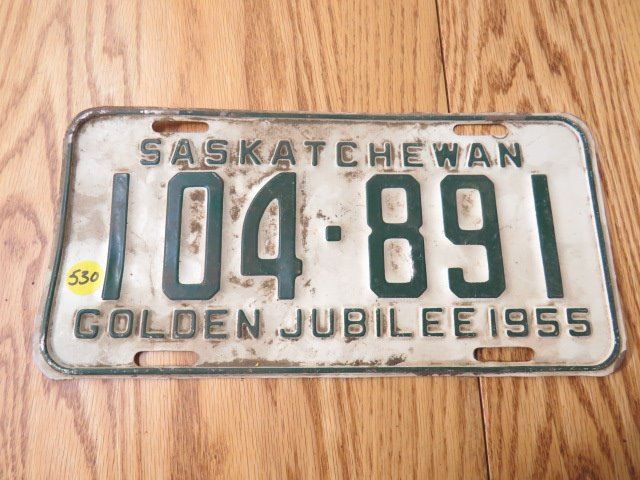 SASKATCHEWAN
104·891
530
GOLDEN JUBILEE 1955